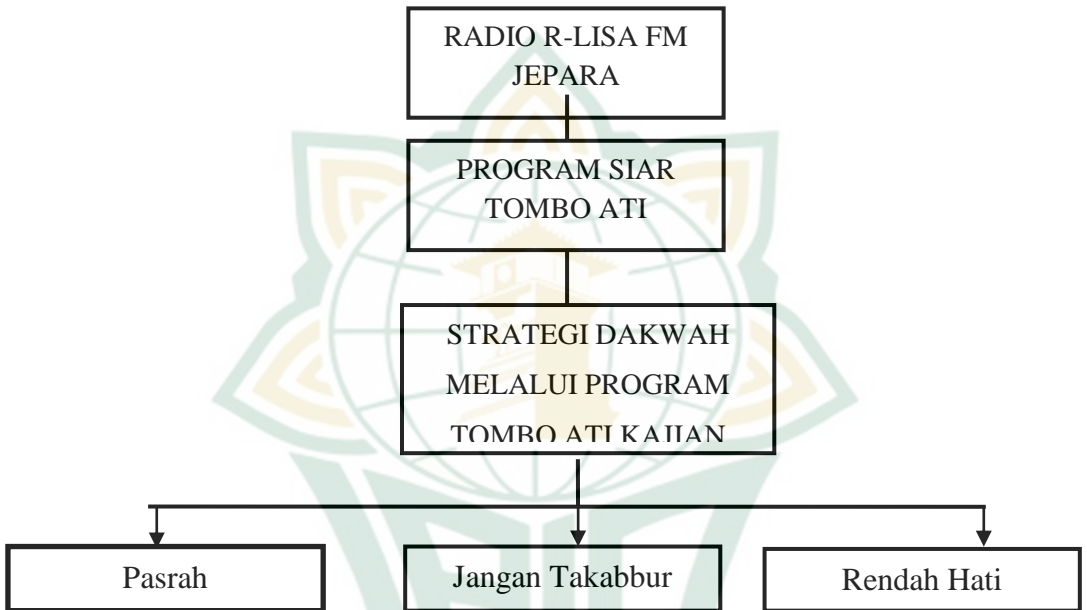 RADIO R-LISA FM
JEPARA
PROGRAM SIAR
TOMBO ATI
STRATEGI DAKWAH
MELALUI PROGRAM
TOMBO ATI KAJIAN
Pasrah
Jangan Takabbur
Rendah Hati